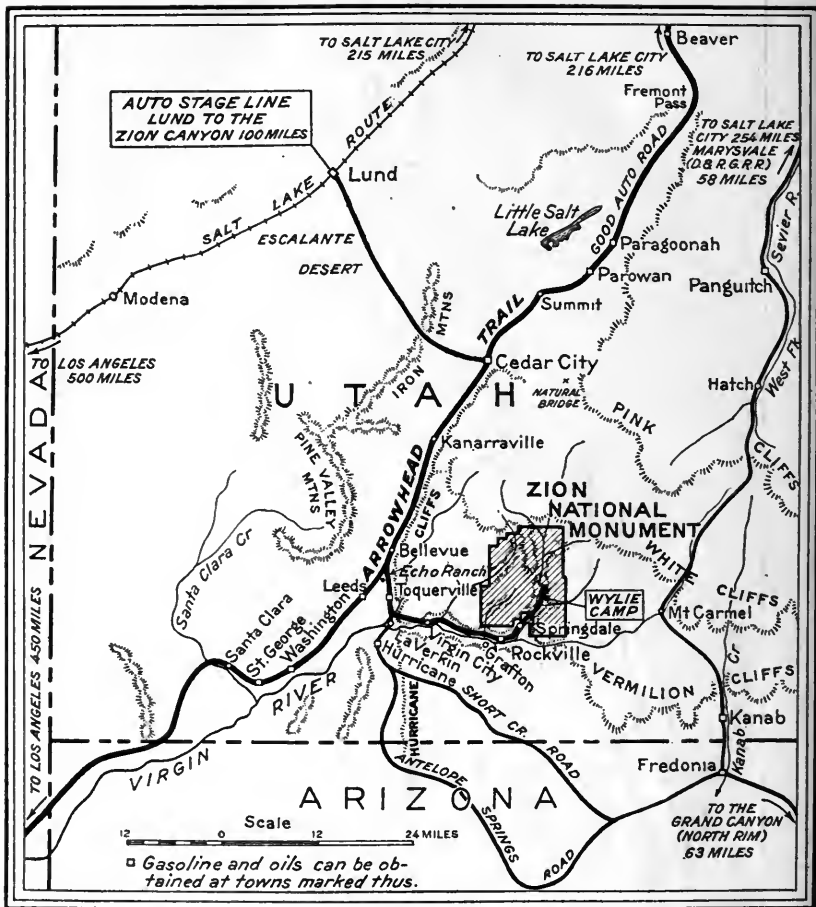 TO SALT LAKE CITY
215 MILES
TO SALT LAKE CITY
216 MILES
Beaver
Fremont
Pass
AUTO STAGE LINE
LUND TO THE
ZION CANYON 100 MILES
TO SALT LAKE
CITY 254 MILES
MARYSVALE
(D.& R.G.R.R.)
58 MILES
SALT LAKE ROUTE
Lund
GOOD AUTO ROAD
Sevier R.
Little Salt
Lake
ESCALANTE
DESERT
Paragoonah
Parowan
Panguitch
Modena
Summit
TRAIL
IRON MTNS
TO LOS ANGELES
500 MILES
Cedar City
NATURAL
BRIDGE
Hatch
West Fk.
UTAH
PINK
CLIFFS
Kanarraville
NEVADA
PINE VALLEY
MTNS
ARROWHEAD
CLIFFS
ZION
NATIONAL
MONUMENT
Bellevue
Echo Ranch
WHITE
CLIFFS
Santa Clara Cr
Leeds
Toquerville
WYLIE
CAMP
Mt Carmel
Santa Clara
St. George
Washington
Virgin City
Springdale
Grafton
Rockville
LaVerkin
Hurricane
VERMILION
CLIFFS
TO LOS ANGELES 450 MILES
VIRGIN RIVER
HURRICANE
SHORT CR. ROAD
Kanab
Kanab Cr
Fredonia
ARIZONA
ANTELOPE SPRINGS ROAD
TO THE
GRAND CANYON
(NORTH RIM)
63 MILES
Scale
12 0 12 24 MILES
Gasoline and oils can be ob-
tained at towns marked thus.